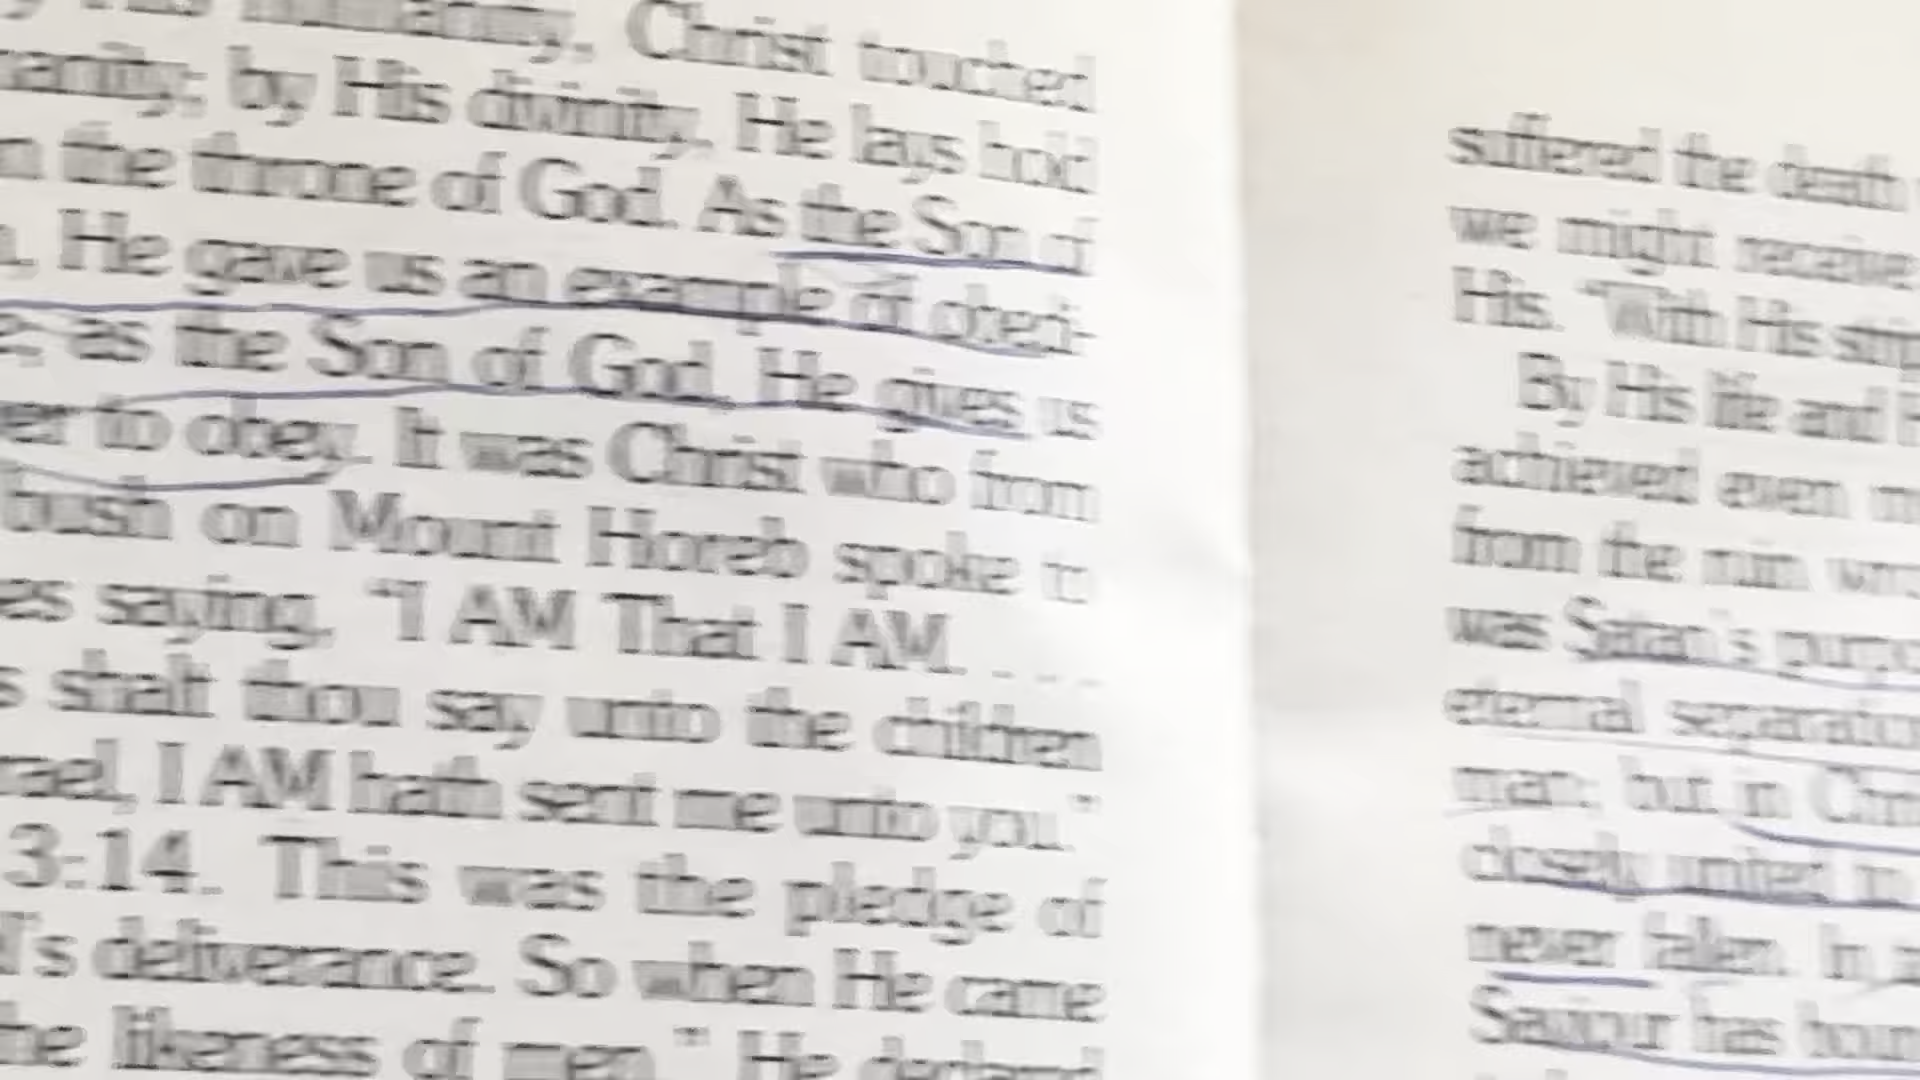 His humanity, Christ touched
manity; by His divinity, He lays hold
n the throne of God. As the Son of
He gave us an example of obedi-
as the Son of God, He gives us
er to obey. It was Christ who from
bush on Mount Horeb spoke to
es saying, "I AM That I AM. . . .
s shalt thou say unto the children
rael, I AM hath sent me unto you."
3:14. This was the pledge of
l's deliverance. So when He came
he likeness of men," He declared
suffered the death
we might receive
His. "With His strip
By His life and
achieved even m
from the ruin
was Satan's purpo
eternal separatio
man; but in Chri
closely united
never fallen. In
Saviour has boun